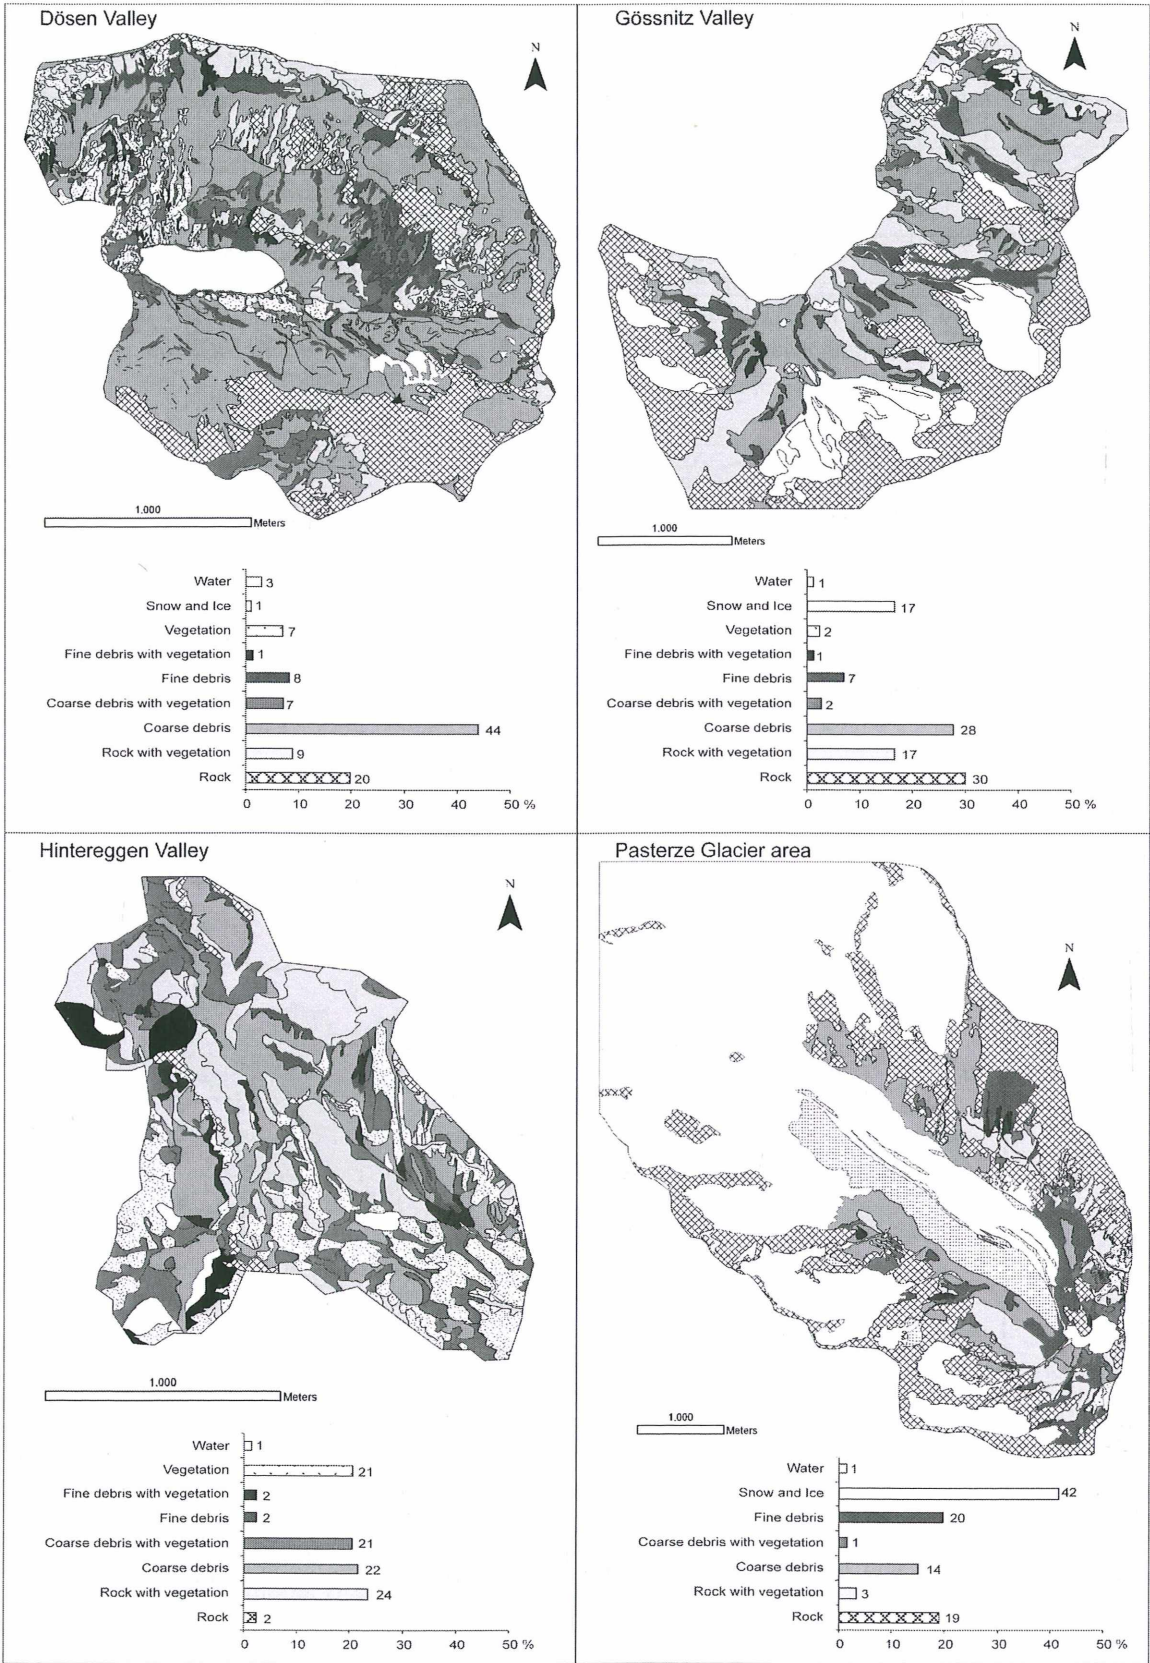 Dösen Valley
N
1.000
Meters
Water 3
Snow and Ice 1
Vegetation 7
Fine debris with vegetation 1
Fine debris 8
Coarse debris with vegetation 7
Coarse debris 44
Rock with vegetation 9
Rock 20
0 10 20 30 40 50 %
Gössnitz Valley
N
1.000
Meters
Water 1
Snow and Ice 17
Vegetation 2
Fine debris with vegetation 1
Fine debris 7
Coarse debris with vegetation 2
Coarse debris 28
Rock with vegetation 17
Rock 30
0 10 20 30 40 50 %
Hintereggen Valley
N
1.000
Meters
Water 1
Vegetation 21
Fine debris with vegetation 2
Fine debris 2
Coarse debris with vegetation 21
Coarse debris 22
Rock with vegetation 24
Rock 2
0 10 20 30 40 50 %
Pasterze Glacier area
N
1.000
Meters
Water 1
Snow and Ice 42
Fine debris 20
Coarse debris with vegetation 1
Coarse debris 14
Rock with vegetation 3
Rock 19
0 10 20 30 40 50 %